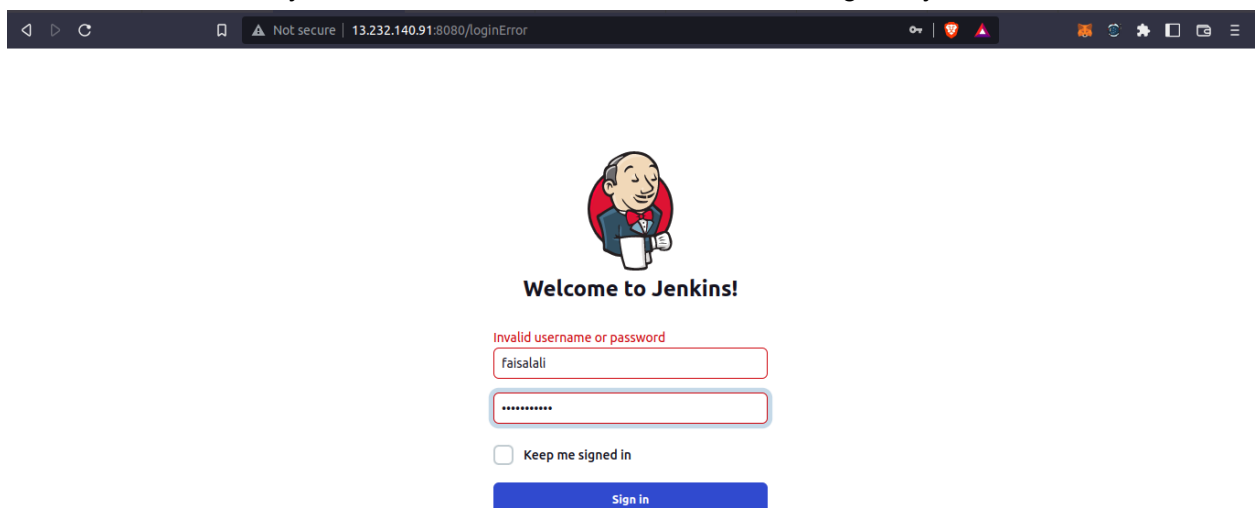 Not secure | 13.232.140.91:8080/loginError
Welcome to Jenkins!
Invalid username or password
faisalali
•••••••••••
Keep me signed in
Sign in